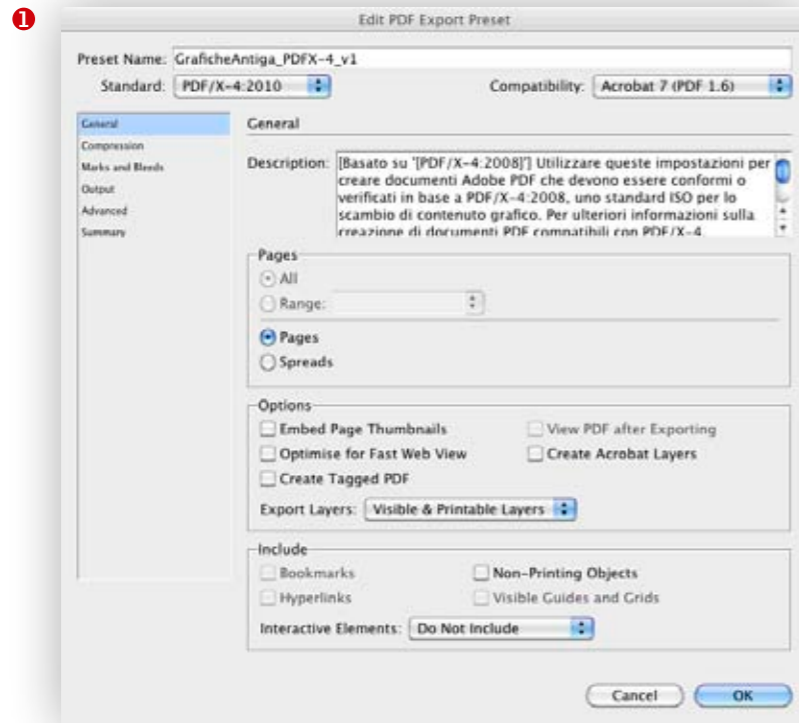 ❶
Edit PDF Export Preset
Preset Name: GraficheAntiga_PDFX-4_v1
Standard: PDF/X-4:2010 Compatibility: Acrobat 7 (PDF 1.6)
General
Compression
Marks and Bleeds
Output
Advanced
Summary
General
Description: [Basato su '[PDF/X-4:2008]'] Utilizzare queste impostazioni per
creare documenti Adobe PDF che devono essere conformi o
verificati in base a PDF/X-4:2008, uno standard ISO per lo
scambio di contenuto grafico. Per ulteriori informazioni sulla
creazione di documenti PDF compatibili con PDF/X-4,
Pages
All
Range:
Pages
Spreads
Options
Embed Page Thumbnails View PDF after Exporting
Optimise for Fast Web View Create Acrobat Layers
Create Tagged PDF
Export Layers: Visible & Printable Layers
Include
Bookmarks Non-Printing Objects
Hyperlinks Visible Guides and Grids
Interactive Elements: Do Not Include
Cancel OK